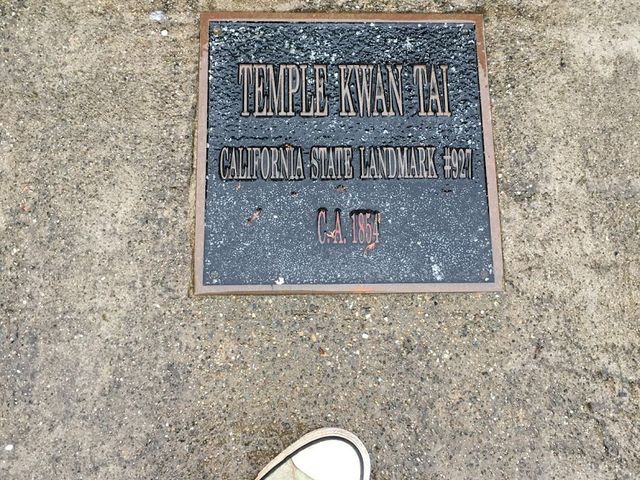 TEMPLE KWAN TAI
CALIFORNIA STATE LANDMARK #927
C.A. 1854